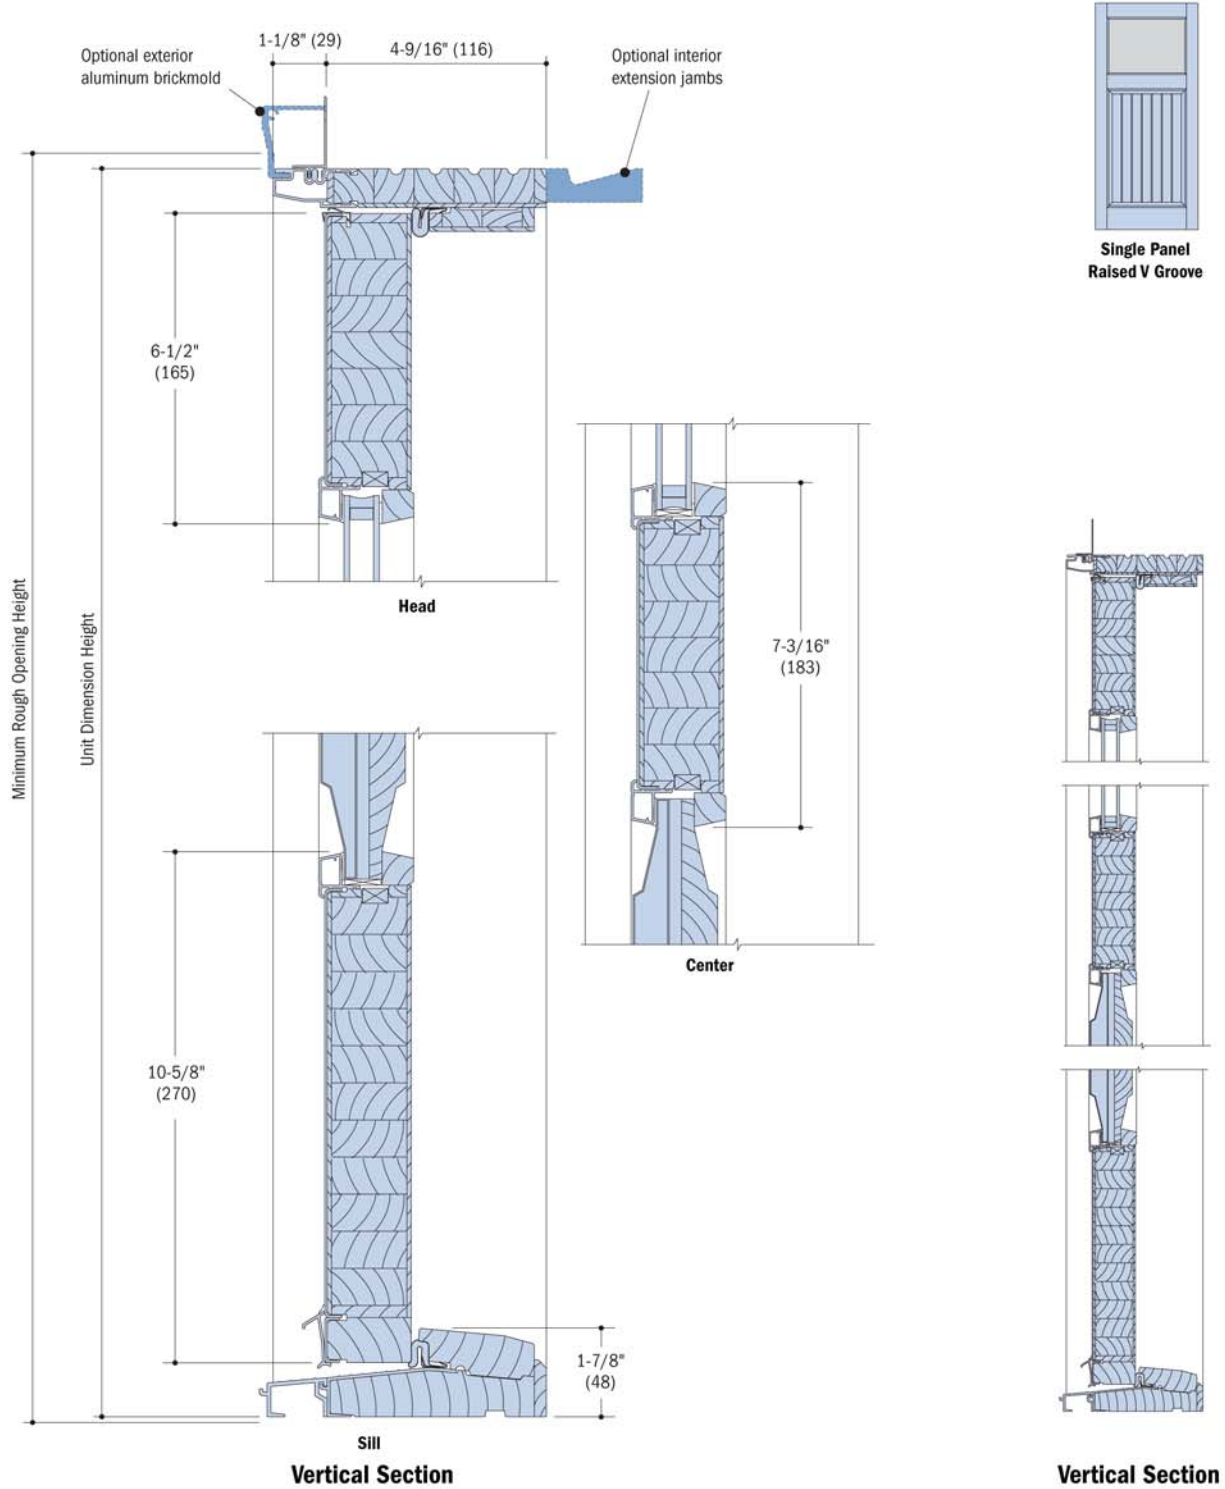 1-1/8" (29)
4-9/16" (116)
Optional exterior
aluminum brickmold
Optional interior
extension jambs
Single Panel
Raised V Groove
6-1/2"
(165)
Head
Minimum Rough Opening Height
Unit Dimension Height
7-3/16"
(183)
Center
10-5/8"
(270)
1-7/8"
(48)
Sill
Vertical Section
Vertical Section